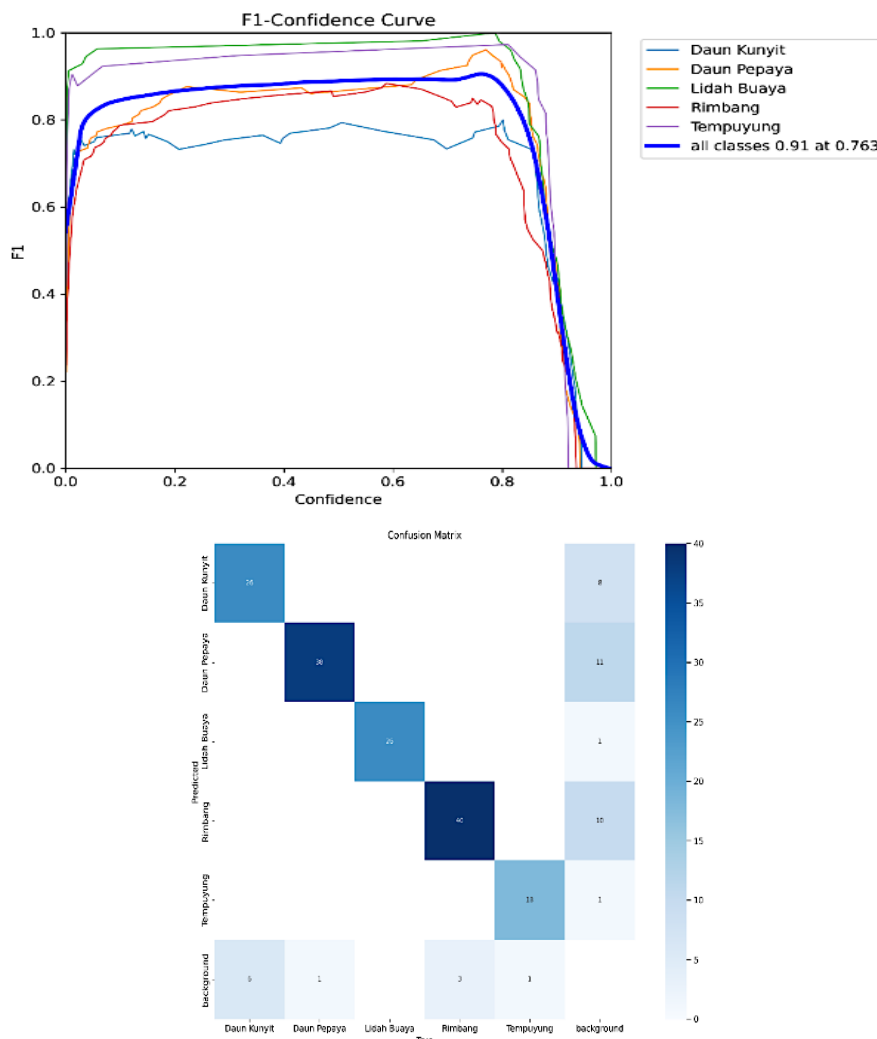 F1-Confidence Curve
1.0
0.8
0.6
0.4
0.2
0.0
F1
0.0 0.2 0.4 0.6 0.8 1.0
Confidence
Daun Kunyit
Daun Pepaya
Lidah Buaya
Rimbang
Tempuyung
all classes 0.91 at 0.763
Confusion Matrix
Predicted
Daun Kunyit 8
Daun Pepaya 38 11
Lidah Buaya 1
Rimbang 40 10
Tempuyung 18 1
background 1 3 1
Daun Kunyit Daun Pepaya Lidah Buaya Rimbang Tempuyung background
40
35
30
25
20
15
10
5
0